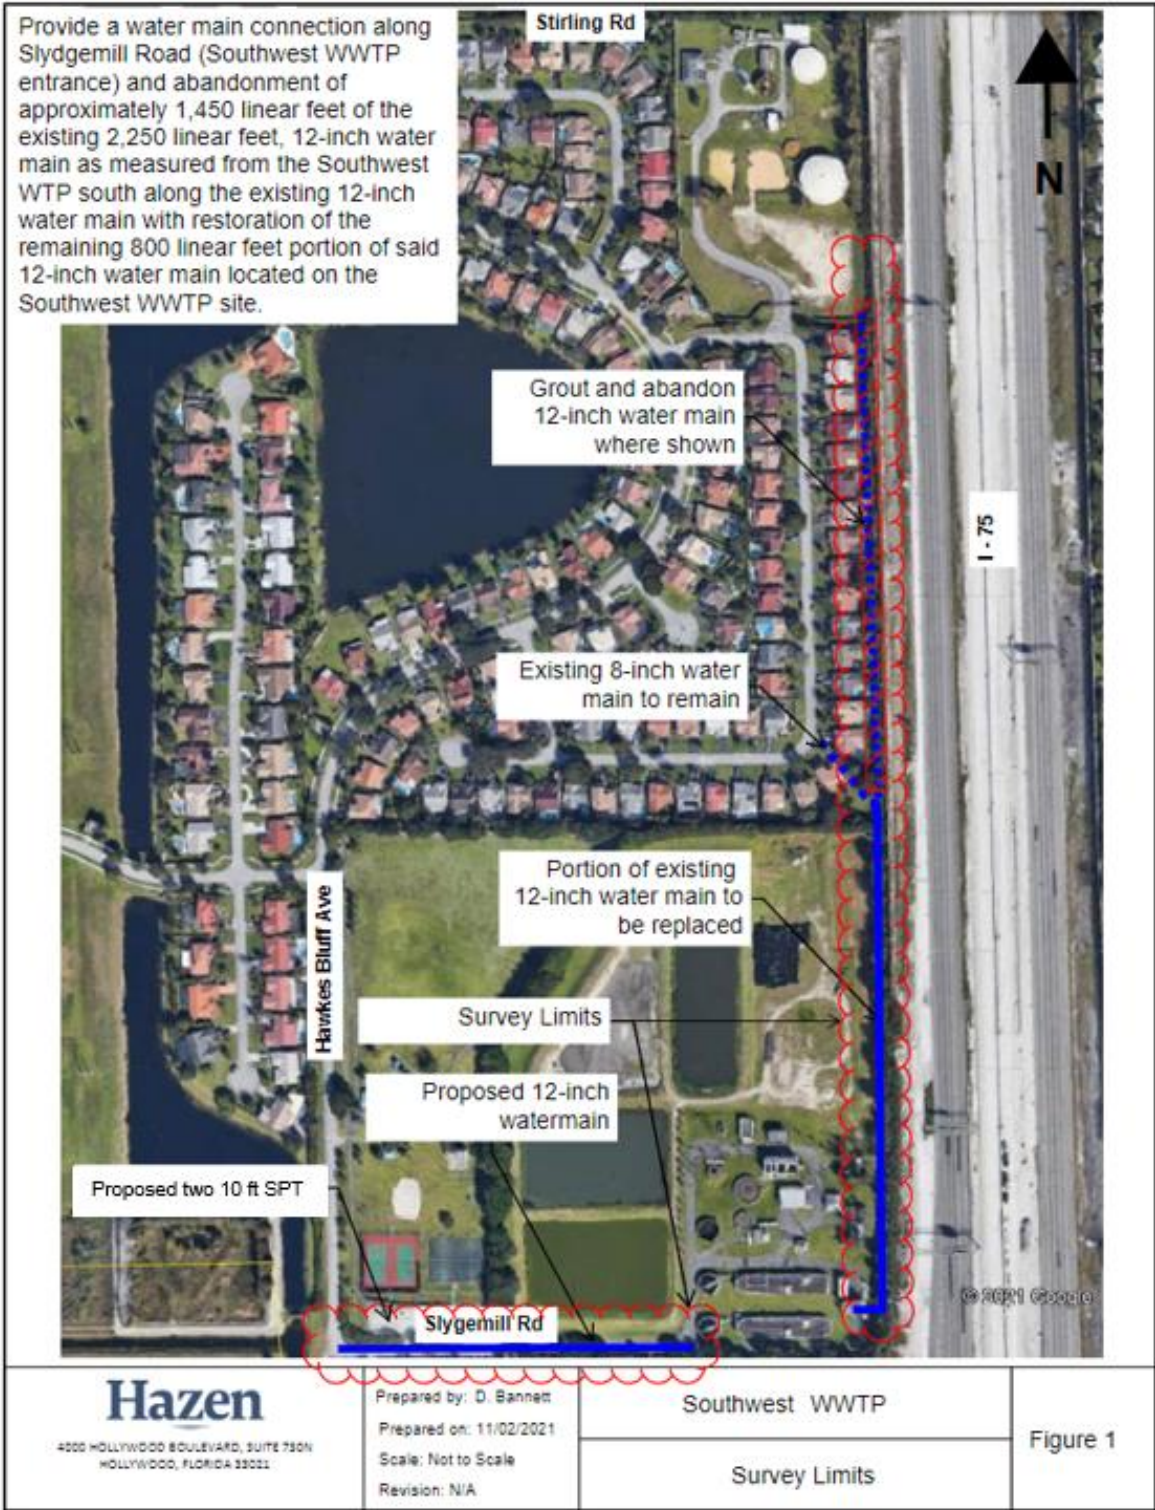 Provide a water main connection along
Slydgemill Road (Southwest WWTP
entrance) and abandonment of
approximately 1,450 linear feet of the
existing 2,250 linear feet, 12-inch water
main as measured from the Southwest
WTP south along the existing 12-inch
water main with restoration of the
remaining 800 linear feet portion of said
12-inch water main located on the
Southwest WWTP site.
Stirling Rd
N
Grout and abandon
12-inch water main
where shown
I - 75
Existing 8-inch water
main to remain
Portion of existing
12-inch water main to
be replaced
Hawkes Bluff Ave
Survey Limits
Proposed 12-inch
watermain
Proposed two 10 ft SPT
© 2021 Google
Slygemill Rd
Hazen
4000 HOLLYWOOD BOULEVARD, SUITE 750N
HOLLYWOOD, FLORIDA 33021
Prepared by: D. Bannett
Prepared on: 11/02/2021
Scale: Not to Scale
Revision: N/A
Southwest WWTP
Survey Limits
Figure 1